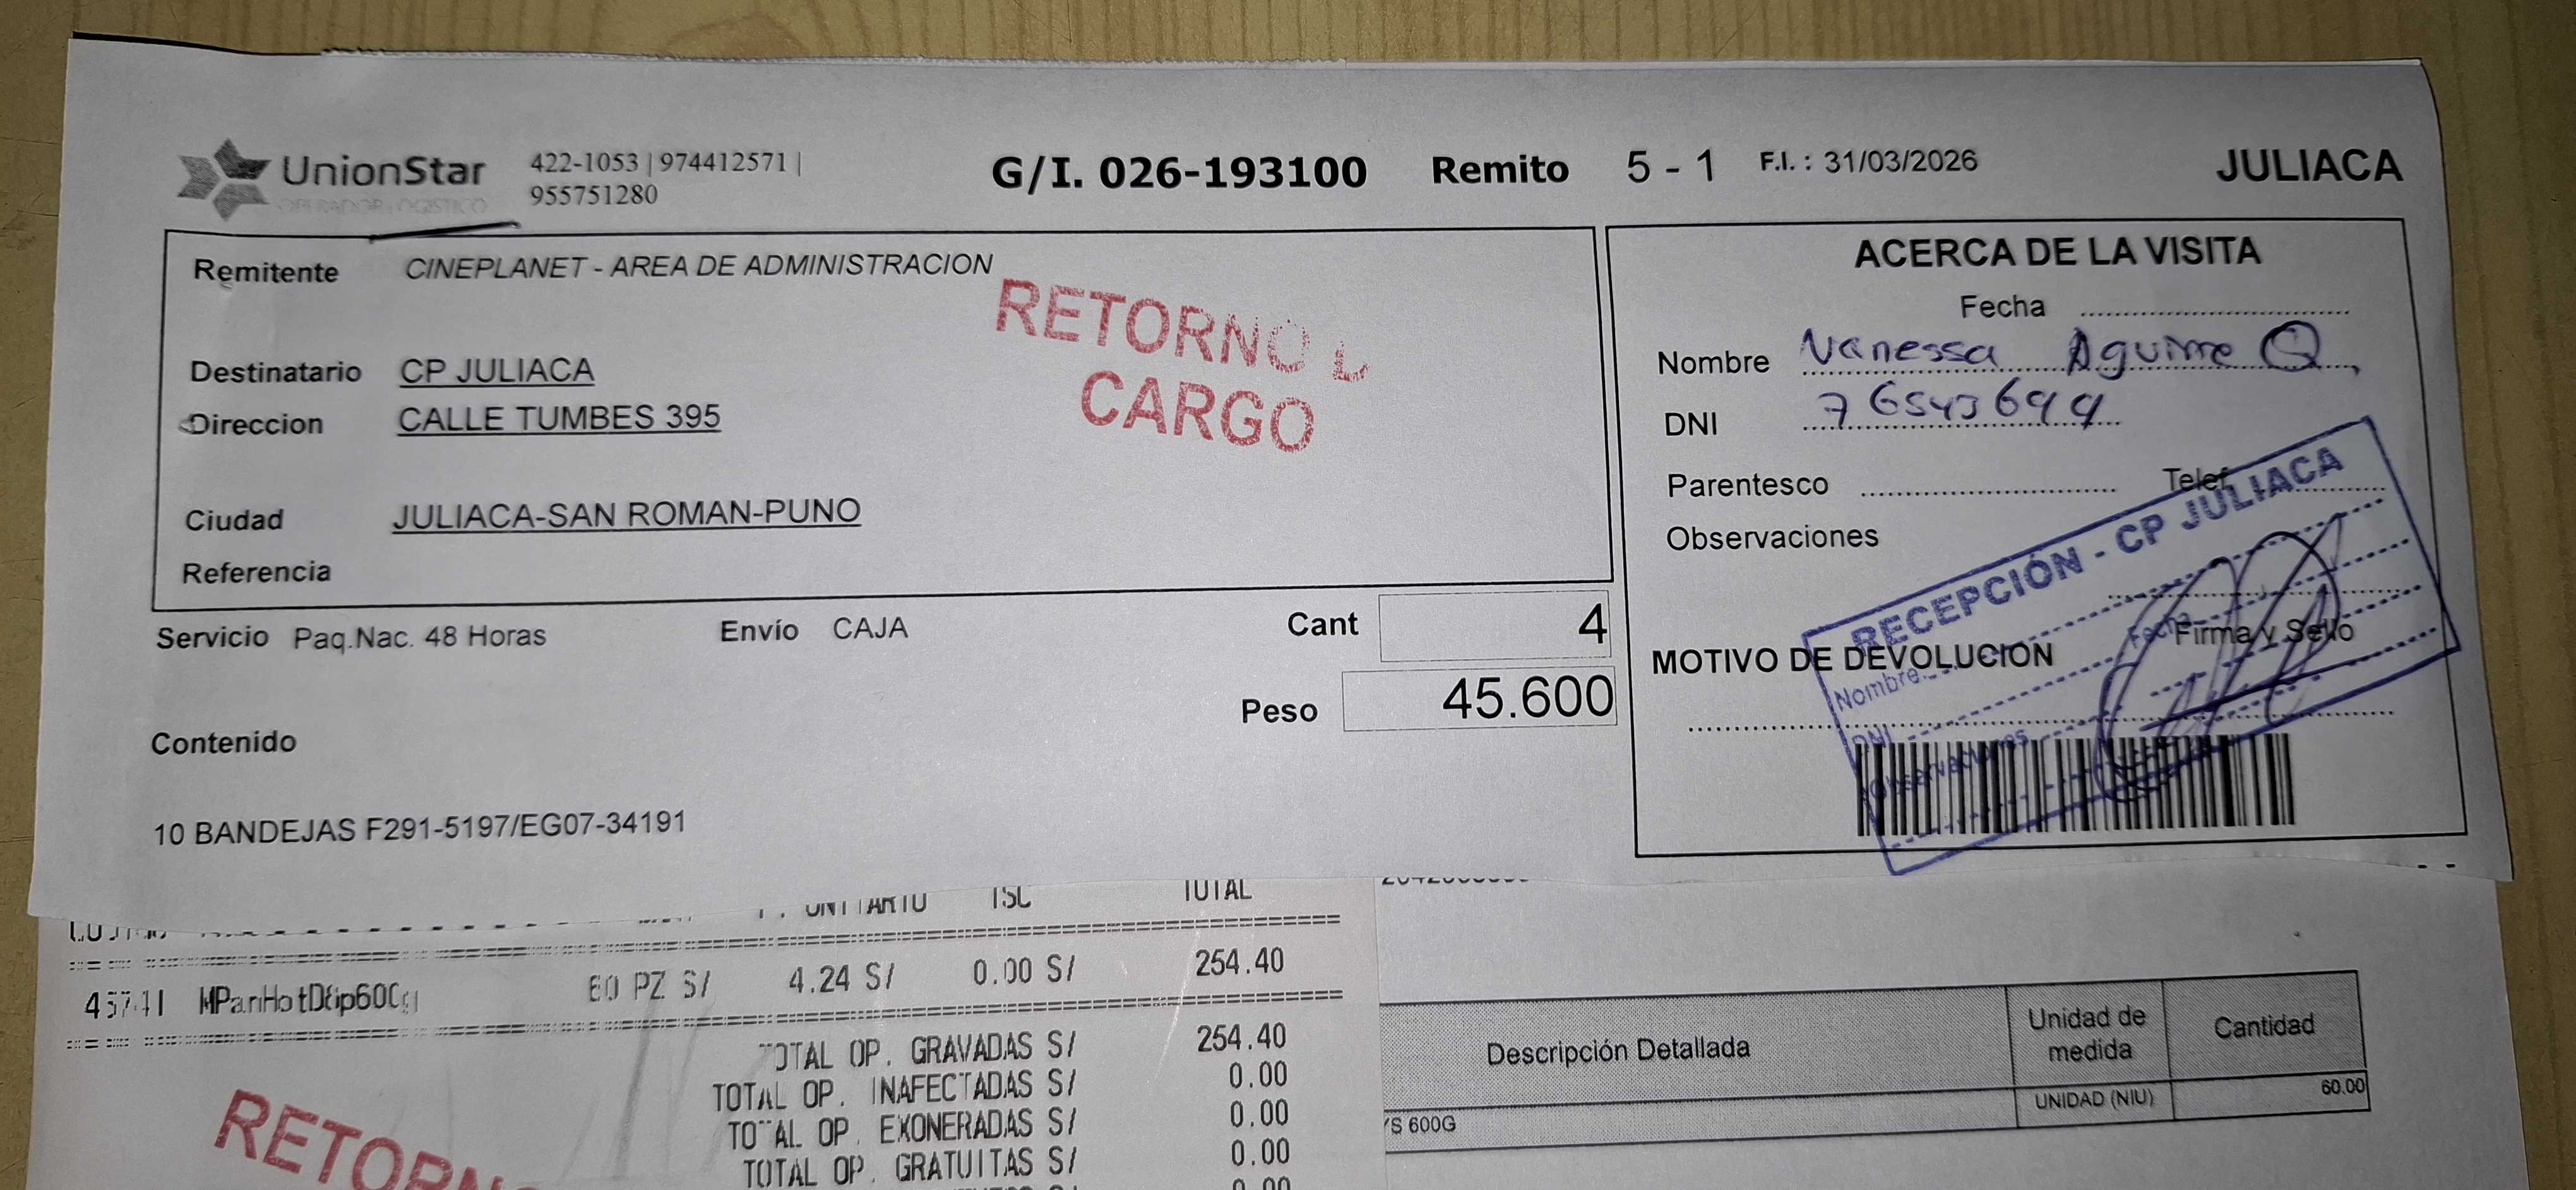 UnionStar
OPERADOR LOGISTICO
422-1053 | 974412571 |
955751280
G/I. 026-193100 Remito 5 - 1 F.I. : 31/03/2026 JULIACA
Remitente CINEPLANET - AREA DE ADMINISTRACION
RETORNO
CARGO
Destinatario CP JULIACA
Direccion CALLE TUMBES 395
Ciudad JULIACA-SAN ROMAN-PUNO
Referencia
Servicio Paq.Nac. 48 Horas Envío CAJA Cant 4
Peso 45.600
Contenido
10 BANDEJAS F291-5197/EG07-34191
ACERCA DE LA VISITA
Fecha
Nombre Vanessa Aguirre Q.
DNI
Parentesco Telef
Observaciones
Firma y Sello
MOTIVO DE DEVOLUCION
RECEPCIÓN - CP JULIACA
Fecha
Nombre
DNI
Observaciones
P. UNITARIO ISC TOTAL
60 PZ S/ 4.24 S/ 0.00 S/ 254.40
TOTAL OP. GRAVADAS S/ 254.40
TOTAL OP. INAFECTADAS S/ 0.00
TOTAL OP. EXONERADAS S/ 0.00
TOTAL OP. GRATUITAS S/ 0.00
Descripción Detallada Unidad de medida Cantidad
600G UNIDAD (NIU) 60.00